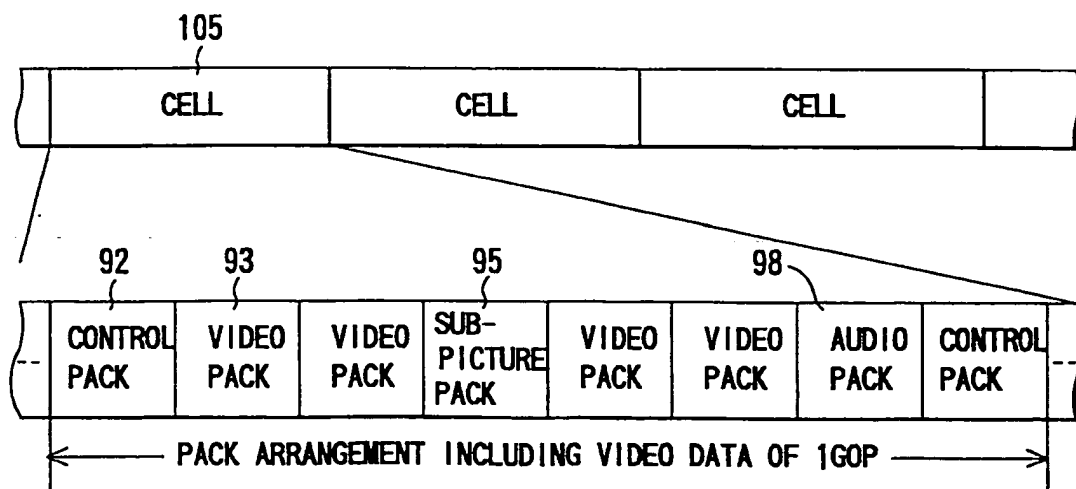 105
CELL CELL CELL
92 93 95 98
CONTROL PACK
VIDEO PACK
VIDEO PACK
SUB-PICTURE PACK
VIDEO PACK
VIDEO PACK
AUDIO PACK
CONTROL PACK
PACK ARRANGEMENT INCLUDING VIDEO DATA OF 1GOP